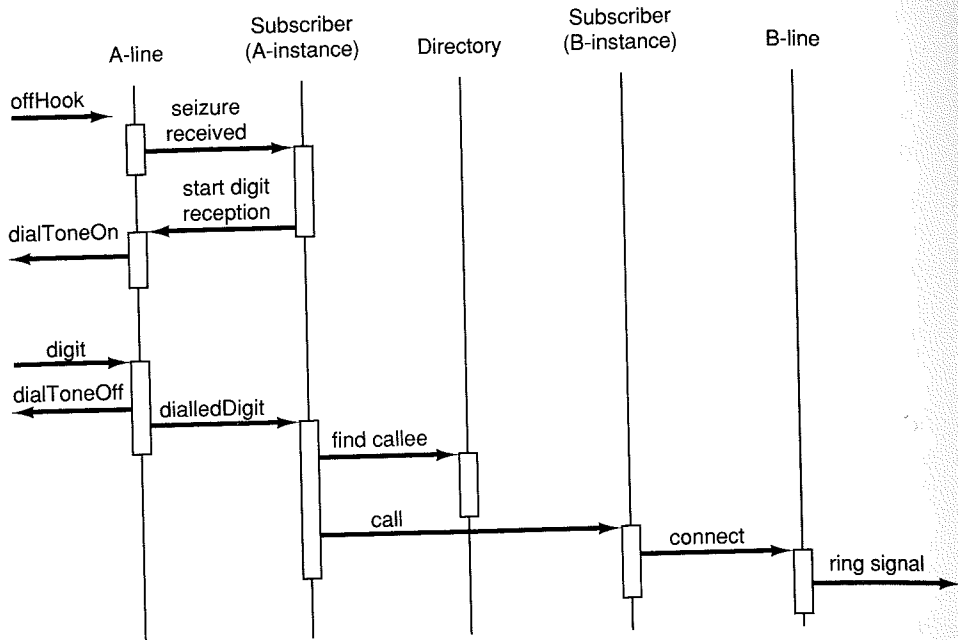 A-line
Subscriber
(A-instance)
Directory
Subscriber
(B-instance)
B-line
offHook
seizure
received
start digit
reception
dialToneOn
digit
dialToneOff
dialledDigit
find callee
call
connect
ring signal